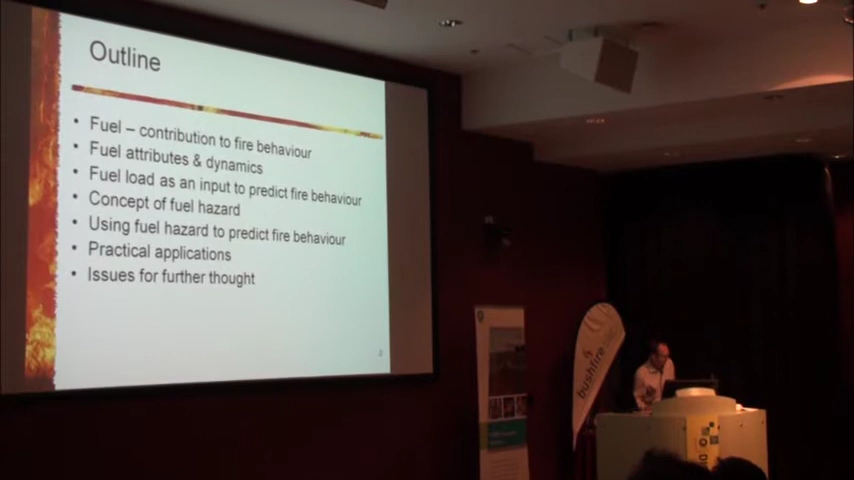 Outline
• Fuel – contribution to fire behaviour
• Fuel attributes & dynamics
• Fuel load as an input to predict fire behaviour
• Concept of fuel hazard
• Using fuel hazard to predict fire behaviour
• Practical applications
• Issues for further thought
bushfire